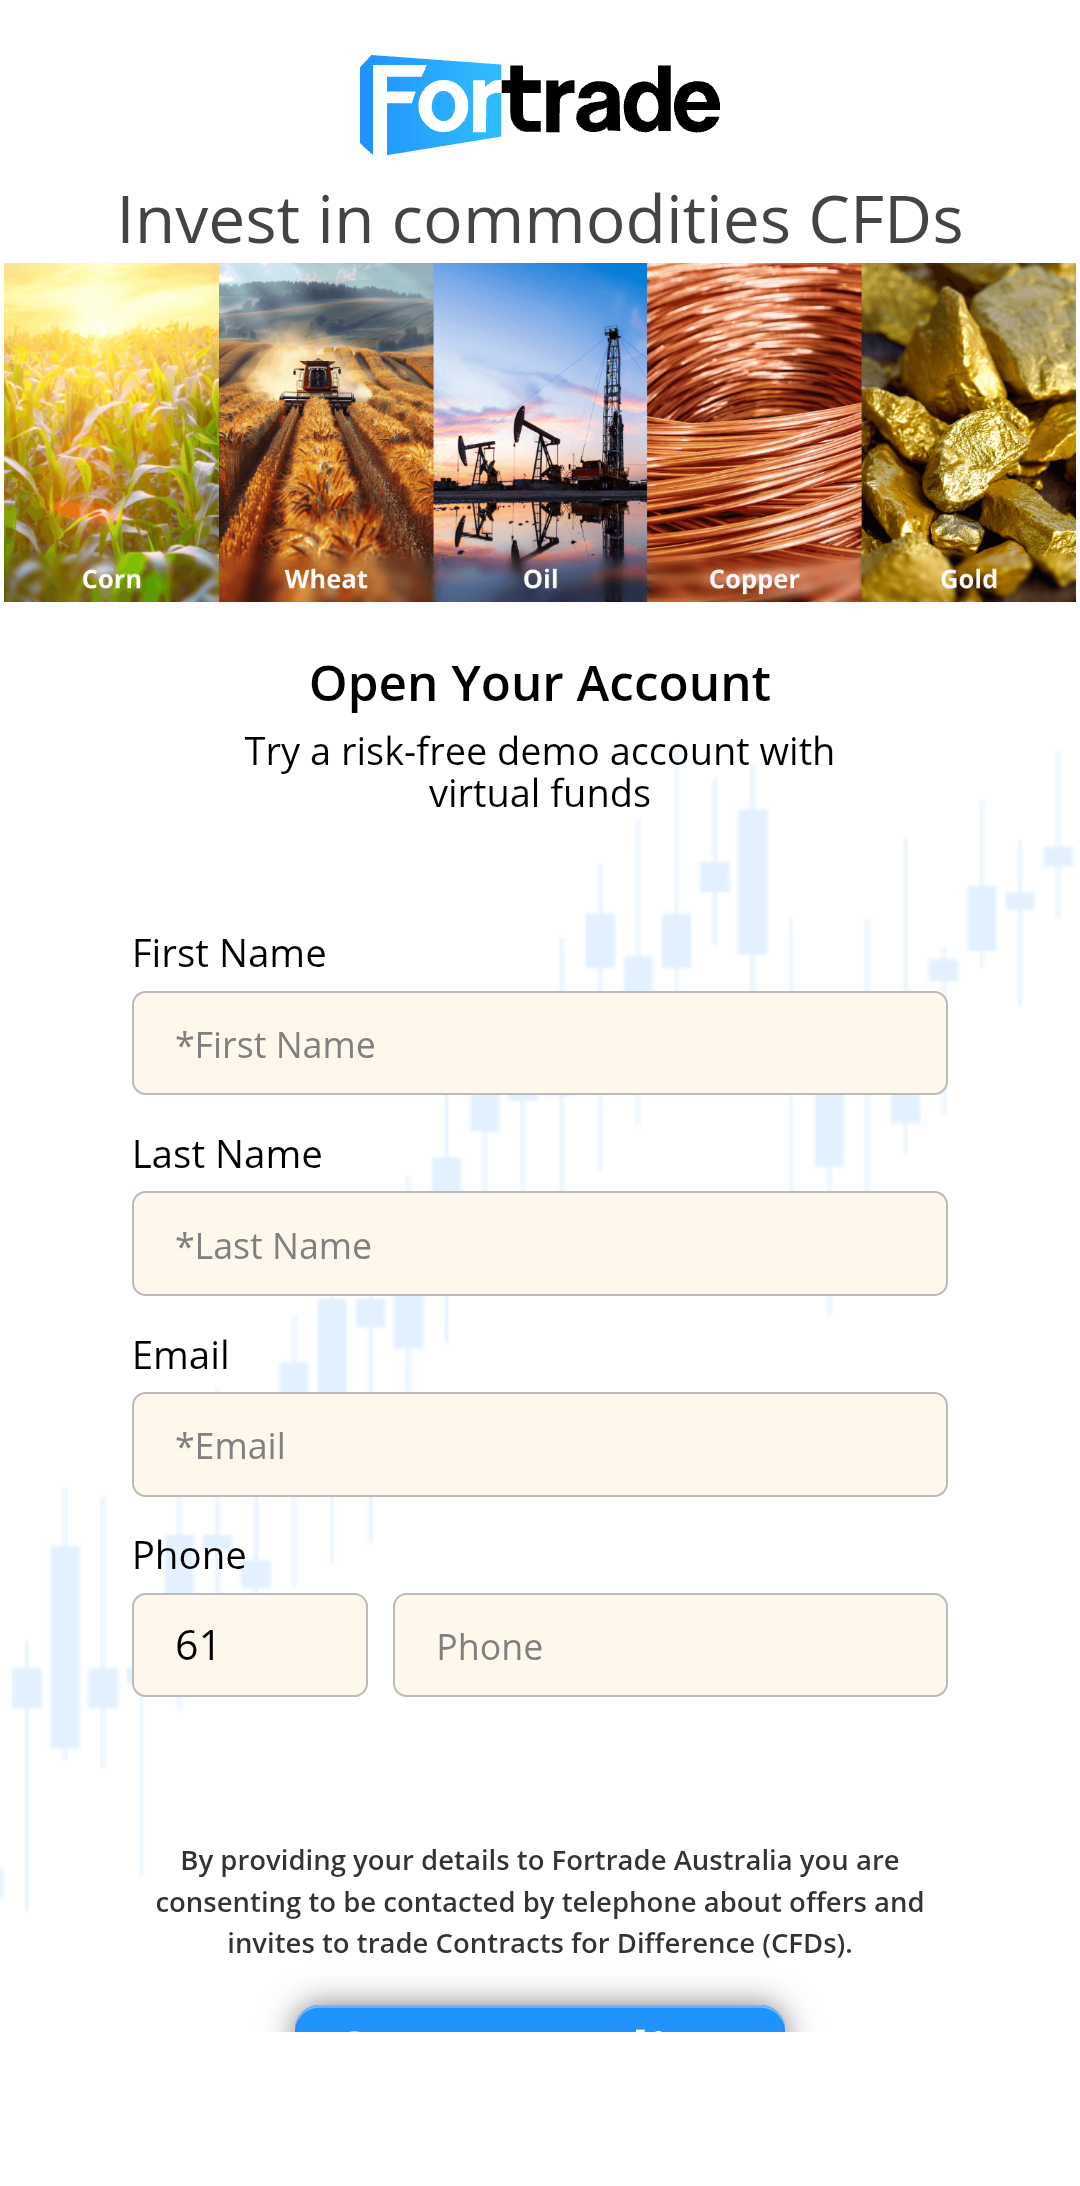 Fortrade
Invest in commodities CFDs
Corn Wheat Oil Copper Gold
Open Your Account
Try a risk-free demo account with
virtual funds
First Name
*First Name
Last Name
*Last Name
Email
*Email
Phone
61 Phone
By providing your details to Fortrade Australia you are
consenting to be contacted by telephone about offers and
invites to trade Contracts for Difference (CFDs).